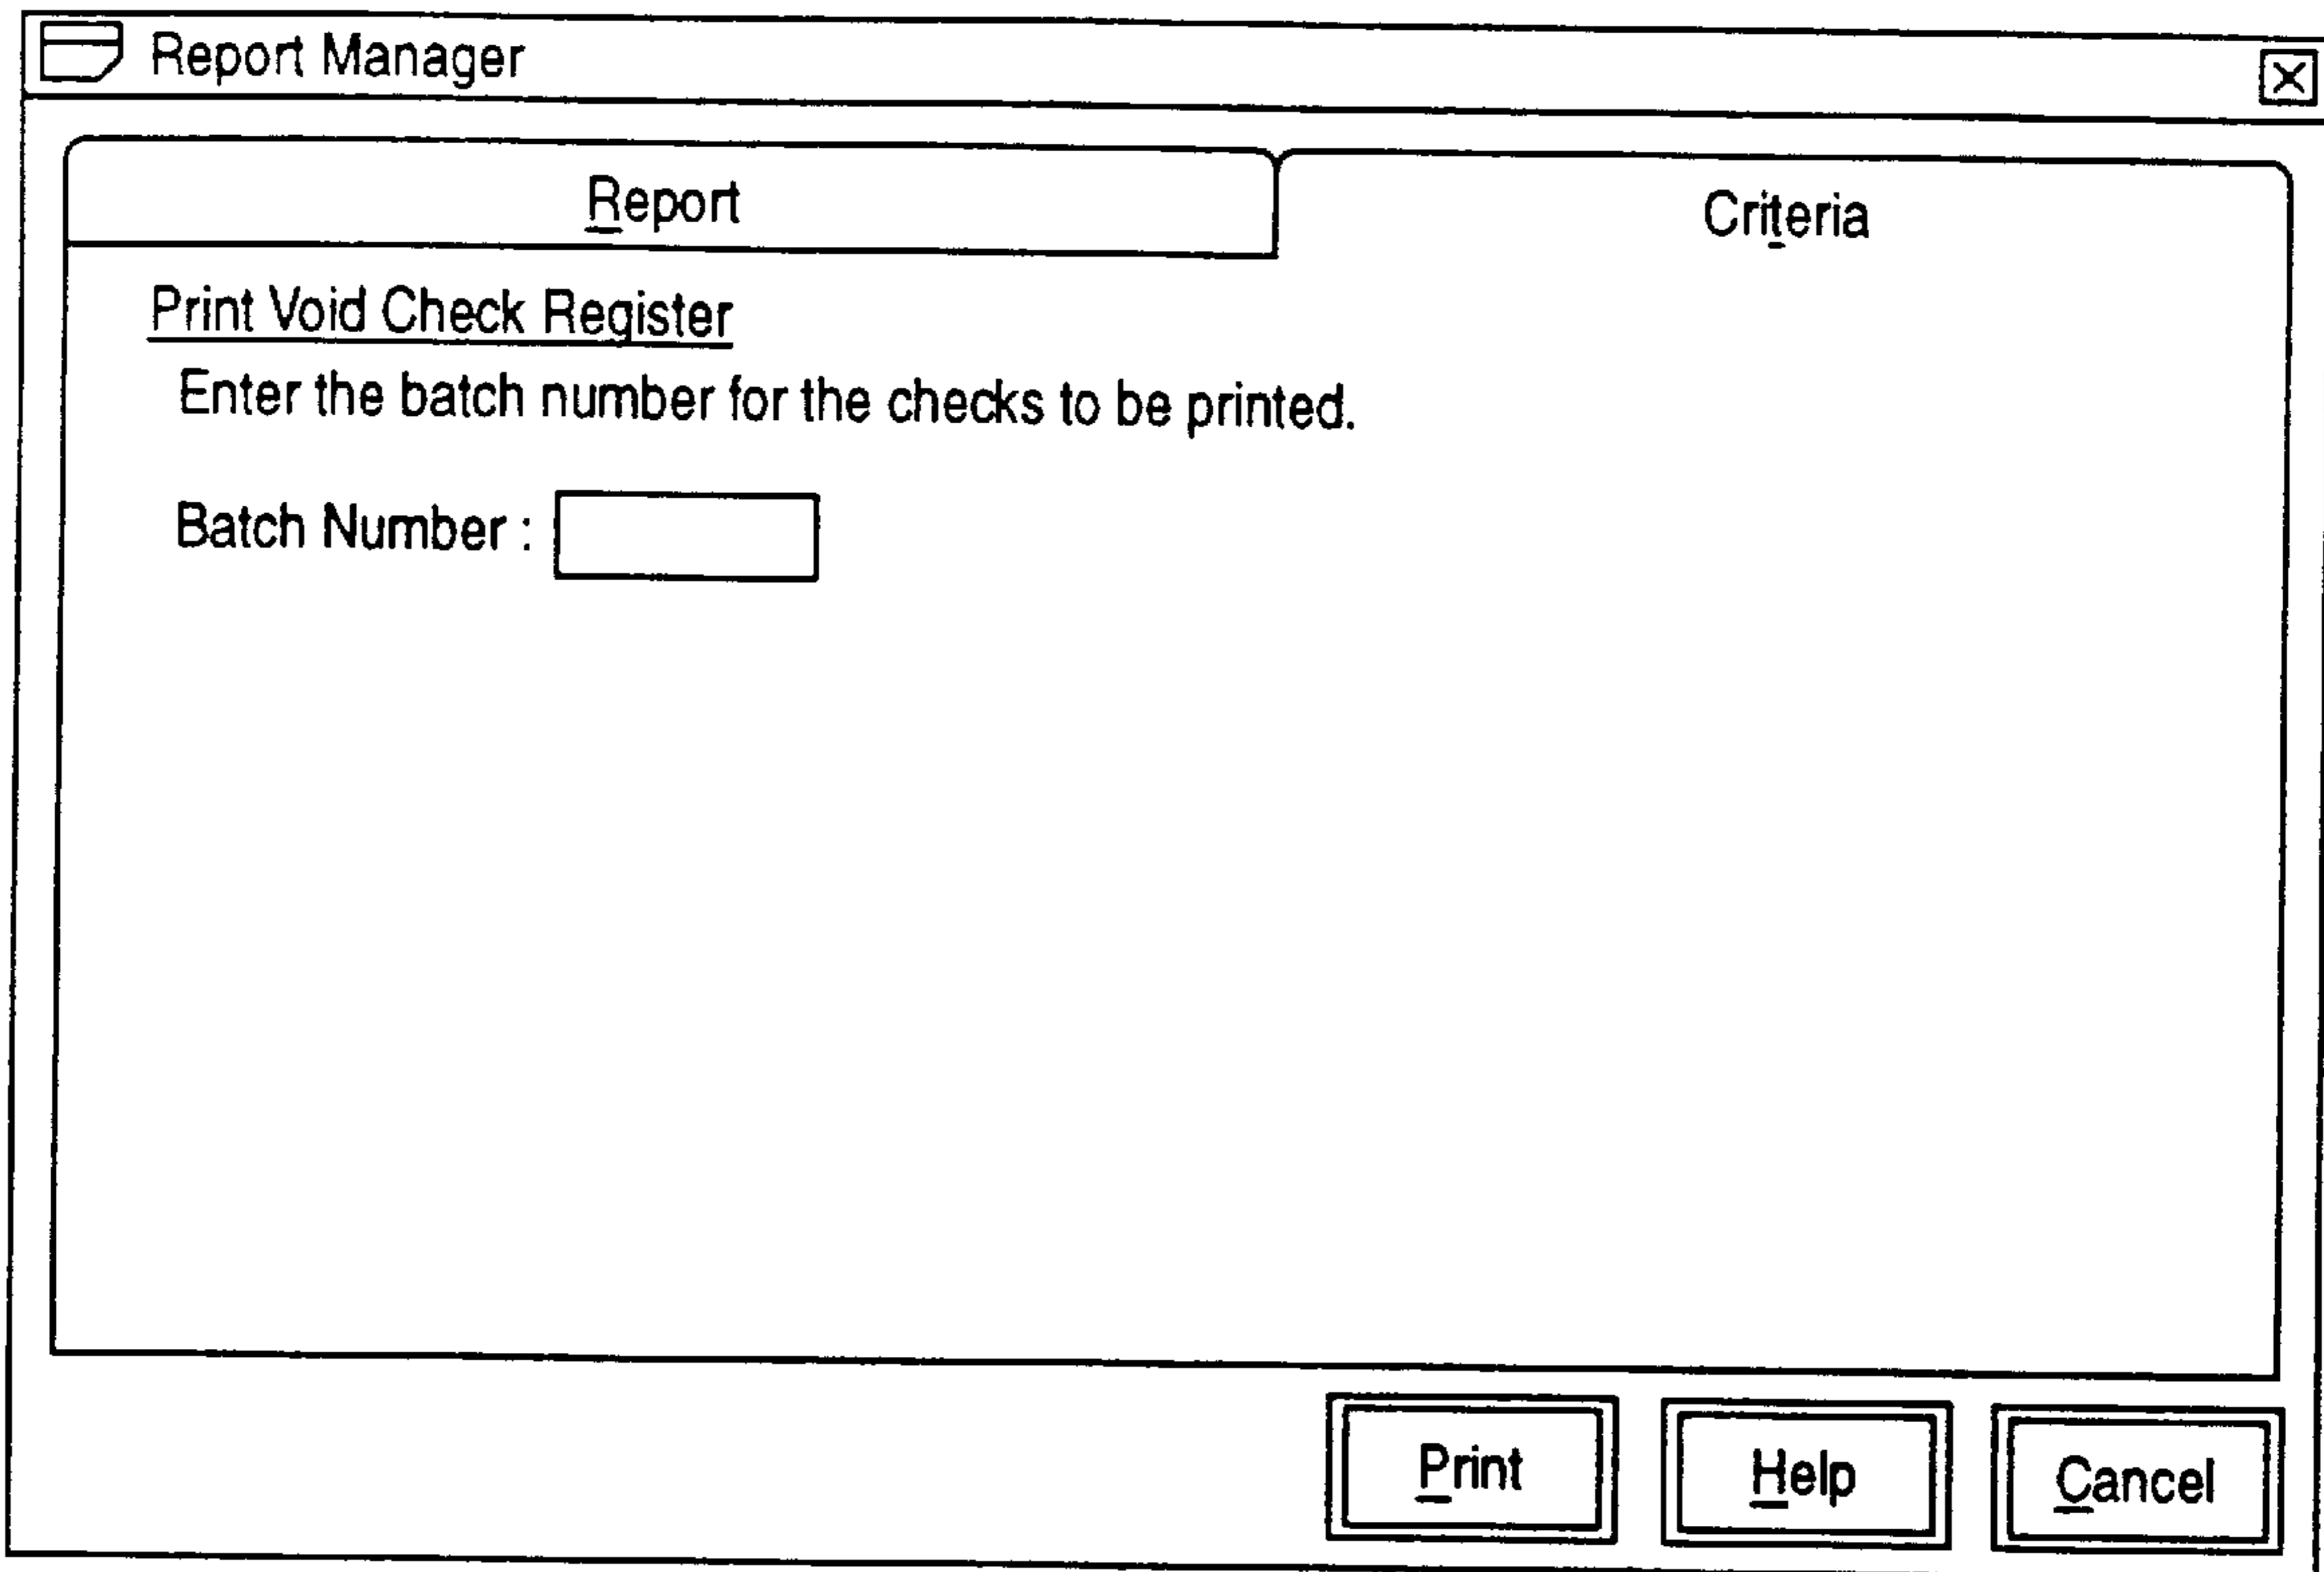 Report Manager
Report
Criteria
Print Void Check Register
Enter the batch number for the checks to be printed.
Batch Number :
Print
Help
Cancel